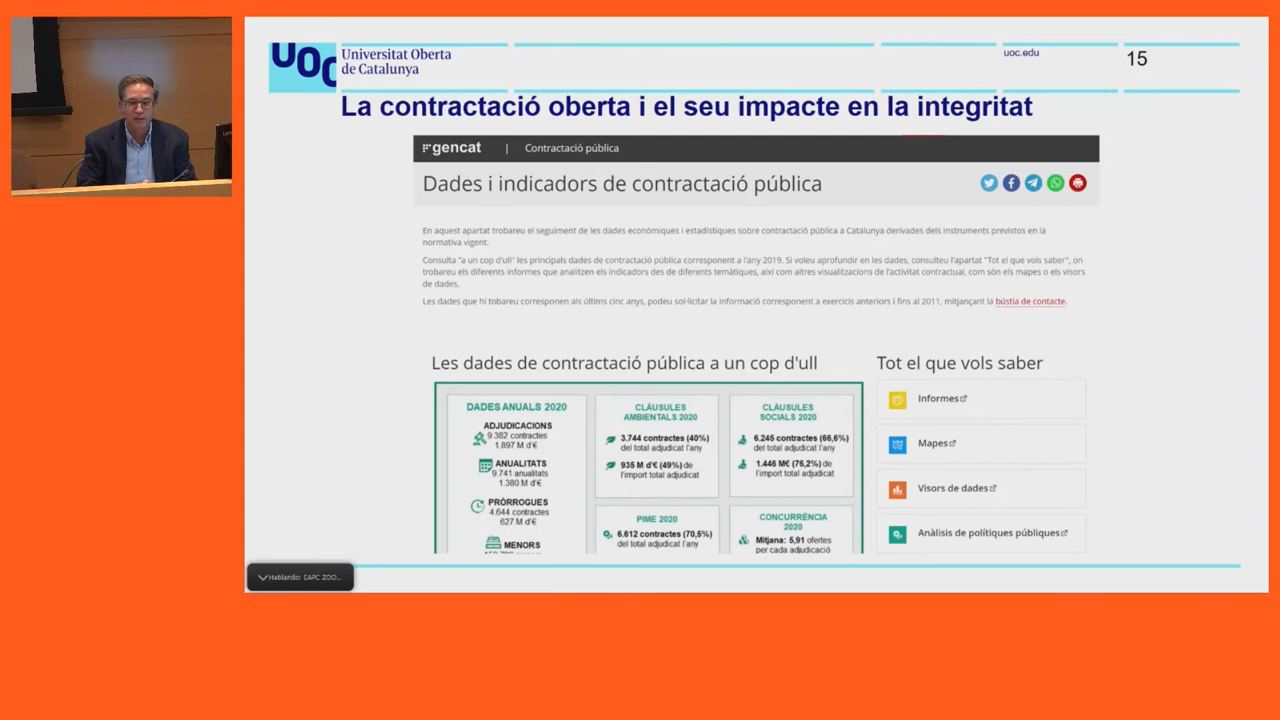 UOC
Universitat Oberta
de Catalunya
uoc.edu
15
La contractació oberta i el seu impacte en la integritat
gencat | Contractació pública
Dades i indicadors de contractació pública
En aquest apartat trobareu el seguiment de les dades econòmiques i estadístiques sobre contractació pública a Catalunya derivades dels instruments previstos en la
normativa vigent.
Consulta "a un cop d'ull" les principals dades de contractació pública corresponent a l'any 2019. Si voleu aprofundir en les dades, consulteu l'apartat "Tot el que vols saber", on
trobareu els diferents informes que analitzen els indicadors des de diferents temàtiques, així com altres visualitzacions de l'activitat contractual, com són els mapes o els visors
de dades.
Les dades que hi tobareu corresponen als últims cinc anys, podeu sol·licitar la informació corresponent a exercicis anteriors i fins al 2011, mitjançant la bústia de contacte.
Les dades de contractació pública a un cop d'ull
DADES ANUALS 2020
ADJUDICACIONS
9.382 contractes
1.897 M d'€
ANUALITATS
9.741 anualitats
1.380 M d'€
PRÒRROGUES
4.644 contractes
627 M d'€
MENORS
CLÀUSULES
AMBIENTALS 2020
3.744 contractes (40%)
del total adjudicat l'any
935 M d'€ (49%) de
l'import total adjudicat
CLÀUSULES
SOCIALS 2020
6.245 contractes (66,6%)
del total adjudicat l'any
1.446 M€ (76,2%) de
l'import total adjudicat
PIME 2020
6.612 contractes (70,5%)
del total adjudicat l'any
CONCURRÈNCIA
2020
Mitjana: 5,91 ofertes
per cada adjudicació
Tot el que vols saber
Informes
Mapes
Visors de dades
Anàlisis de polítiques públiques
Hablando: EAPC ZOO...